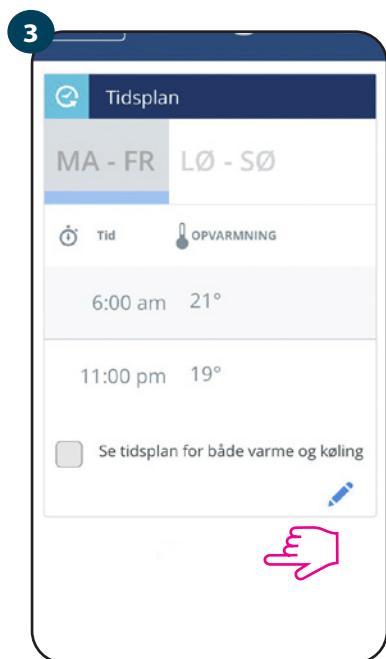 3
Tidsplan
MA - FR LØ - SØ
Tid OPVARMNING
6:00 am 21°
11:00 pm 19°
Se tidsplan for både varme og køling